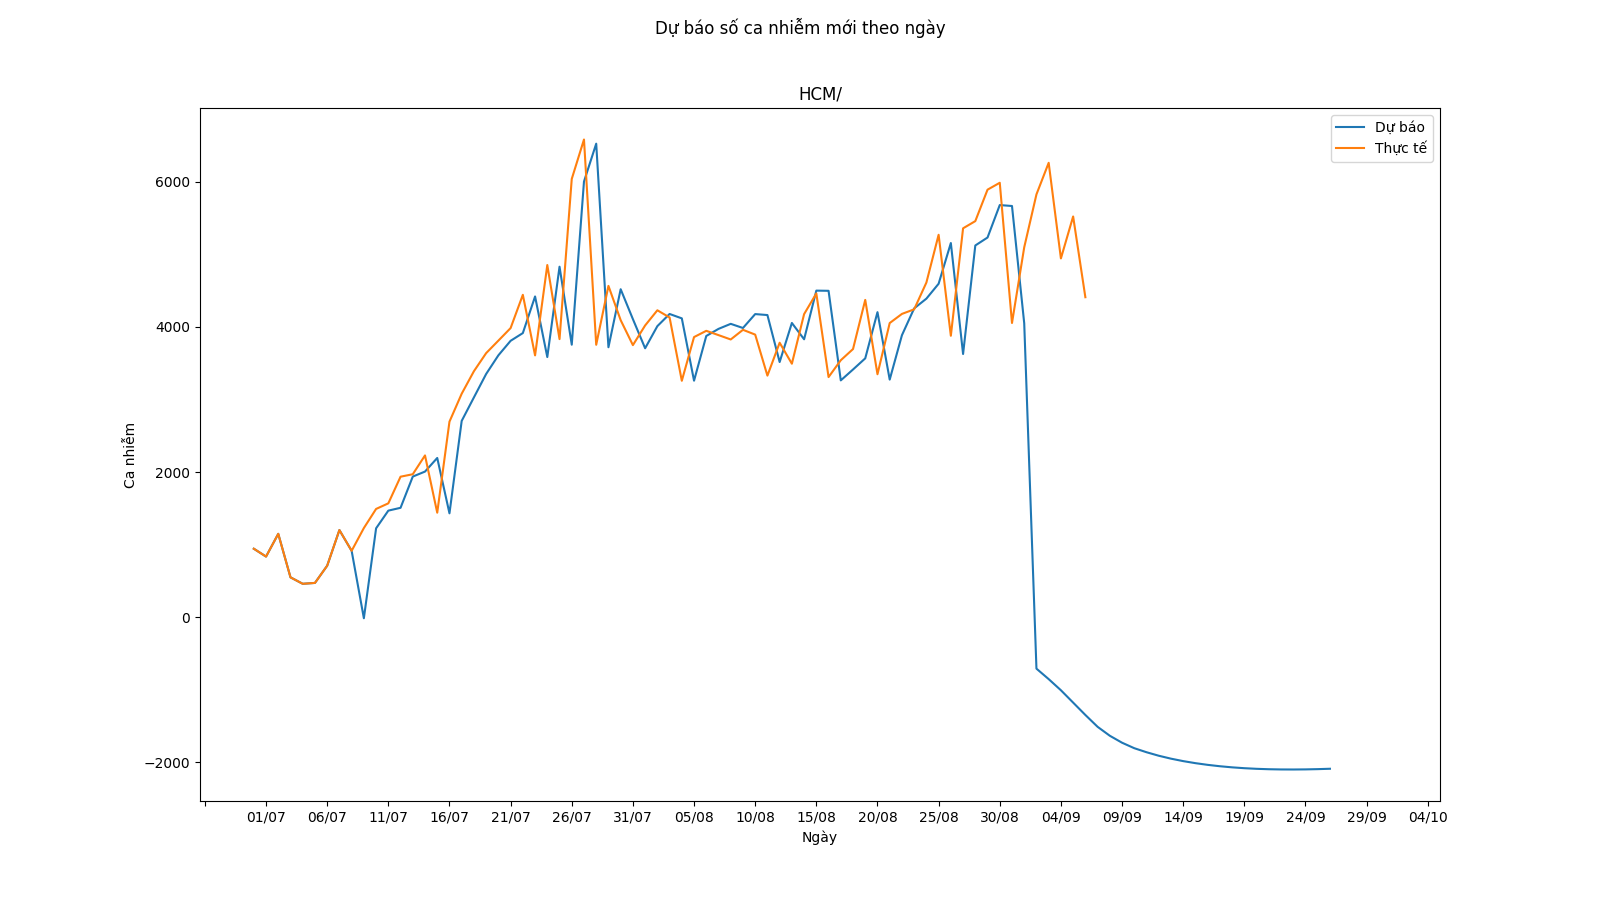 Dự báo số ca nhiễm mới theo ngày
HCM/
Dự báo
Thực tế
6000
4000
2000
0
−2000
Ca nhiễm
01/07 06/07 11/07 16/07 21/07 26/07 31/07 05/08 10/08 15/08 20/08 25/08 30/08 04/09 09/09 14/09 19/09 24/09 29/09 04/10
Ngày